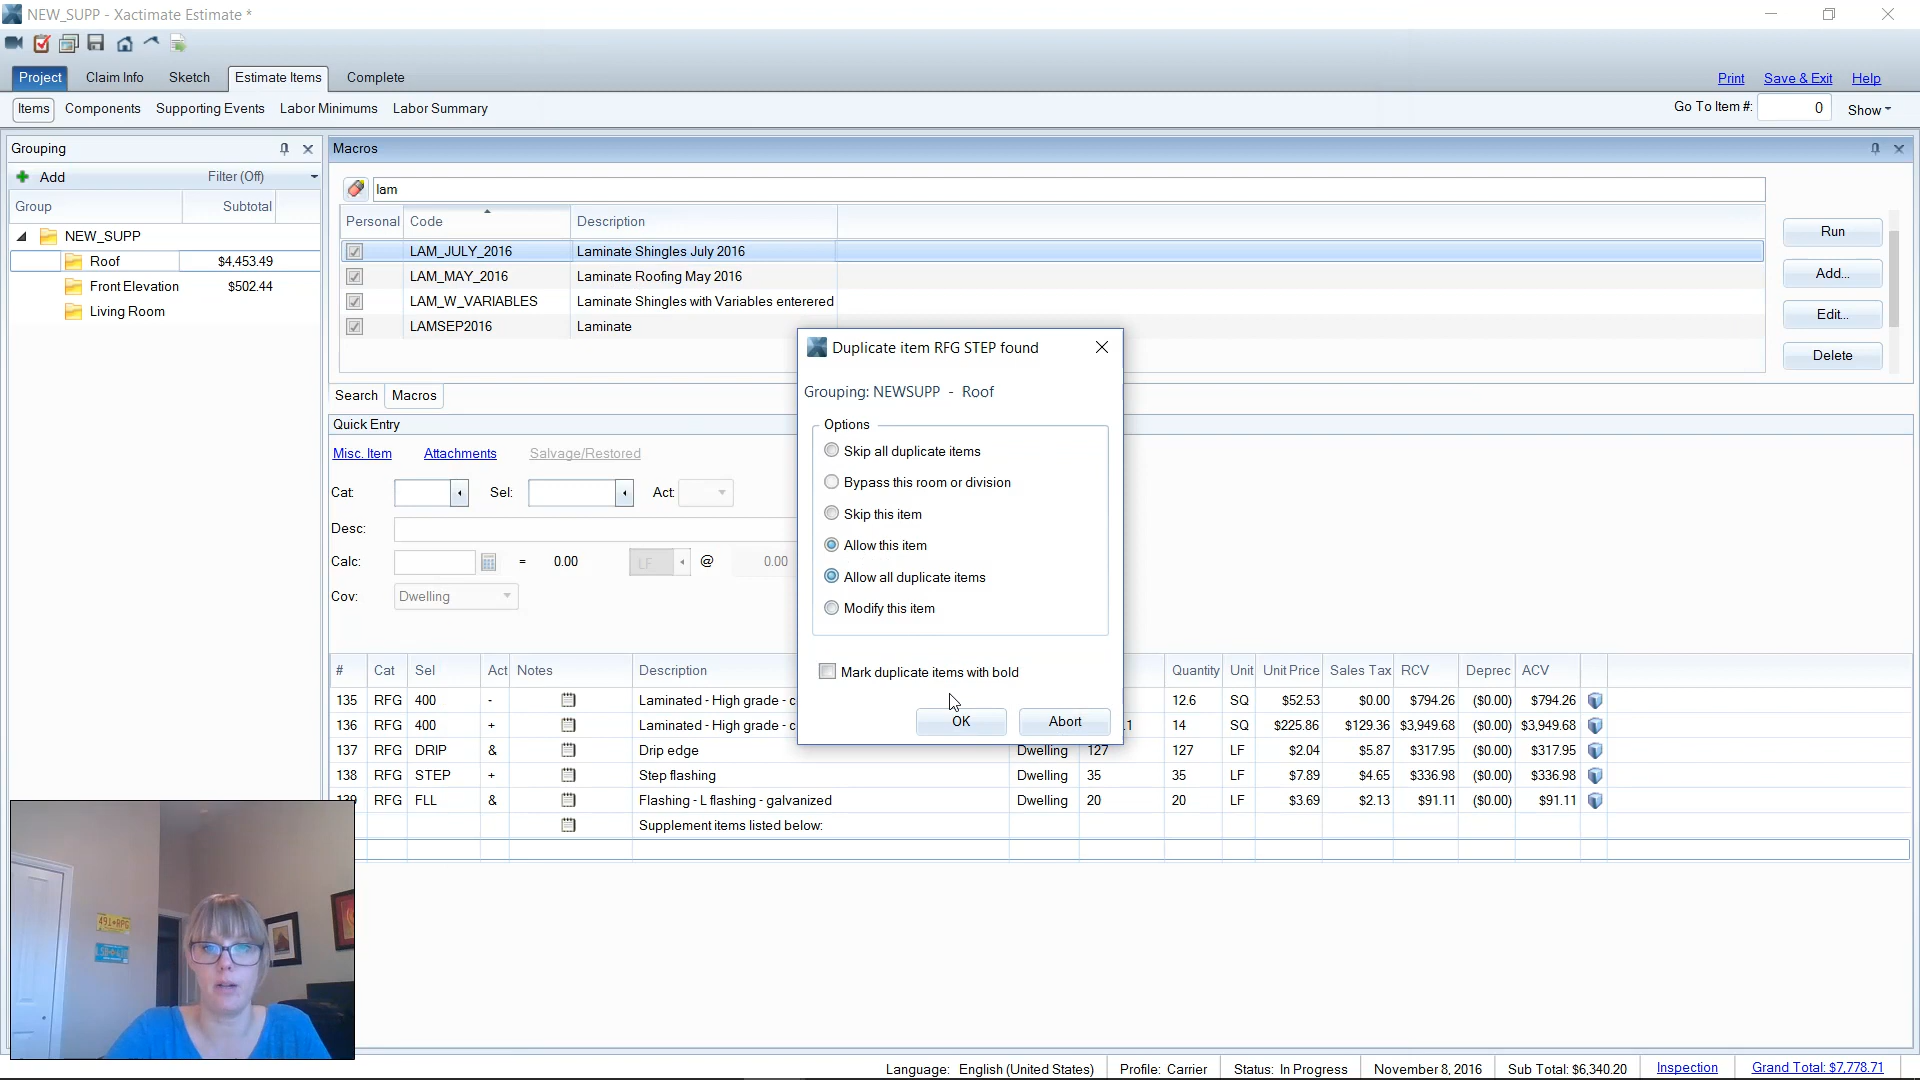 NEW_SUPP - Xactimate Estimate *
Project Claim Info Sketch Estimate Items Complete
Print Save & Exit Help
Items Components Supporting Events Labor Minimums Labor Summary
Go To Item #: 0 Show
Grouping
Macros
Add Filter (Off)
lam
Group Subtotal
Personal Code Description
NEW_SUPP
Roof $4,453.49
Front Elevation $502.44
Living Room
LAM_JULY_2016 Laminate Shingles July 2016
LAM_MAY_2016 Laminate Roofing May 2016
LAM_W_VARIABLES Laminate Shingles with Variables enterered
LAMSEP2016 Laminate
Run
Add...
Edit...
Delete
Search Macros
Quick Entry
Misc. Item Attachments Salvage/Restored
Cat: Sel: Act:
Desc:
Calc: = 0.00 LF @ 0.00
Cov: Dwelling
Duplicate item RFG STEP found
Grouping: NEWSUPP - Roof
Options
Skip all duplicate items
Bypass this room or division
Skip this item
Allow this item
Allow all duplicate items
Modify this item
Mark duplicate items with bold
OK Abort
# Cat Sel Act Notes Description Quantity Unit Unit Price Sales Tax RCV Deprec ACV
135 RFG 400 - Laminated - High grade - c 12.6 SQ $52.53 $0.00 $794.26 ($0.00) $794.26
136 RFG 400 + Laminated - High grade - c .1 14 SQ $225.86 $129.36 $3,949.68 ($0.00) $3,949.68
137 RFG DRIP & Drip edge Dwelling 127 127 LF $2.04 $5.87 $317.95 ($0.00) $317.95
138 RFG STEP + Step flashing Dwelling 35 35 LF $7.89 $4.65 $336.98 ($0.00) $336.98
139 RFG FLL & Flashing - L flashing - galvanized Dwelling 20 20 LF $3.69 $2.13 $91.11 ($0.00) $91.11
Supplement items listed below:
Language: English (United States) Profile: Carrier Status: In Progress November 8, 2016 Sub Total: $6,340.20 Inspection Grand Total: $7,778.71